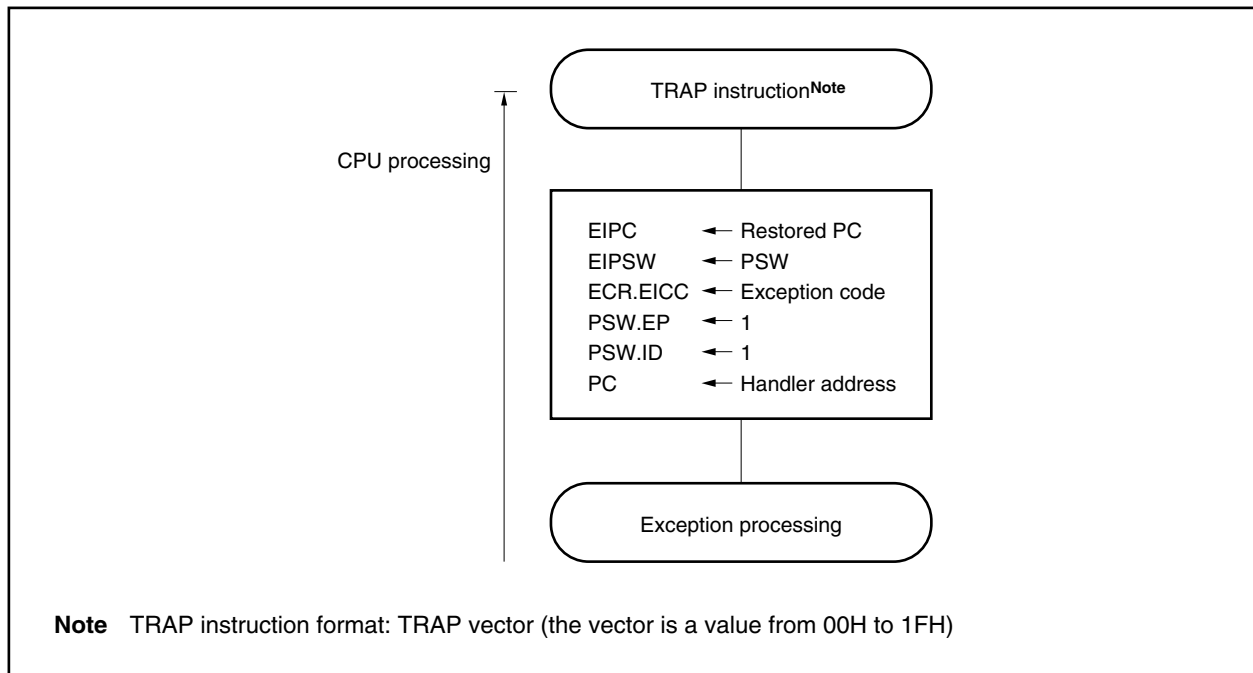 TRAP instructionNote
CPU processing
EIPC ← Restored PC
EIPSW ← PSW
ECR.EICC ← Exception code
PSW.EP ← 1
PSW.ID ← 1
PC ← Handler address
Exception processing
Note TRAP instruction format: TRAP vector (the vector is a value from 00H to 1FH)